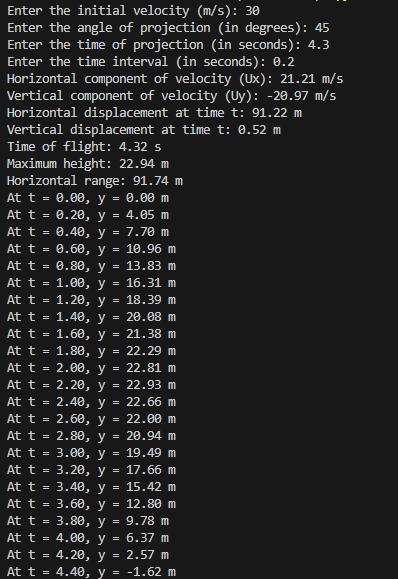 Enter the initial velocity (m/s): 30
Enter the angle of projection (in degrees): 45
Enter the time of projection (in seconds): 4.3
Enter the time interval (in seconds): 0.2
Horizontal component of velocity (Ux): 21.21 m/s
Vertical component of velocity (Uy): -20.97 m/s
Horizontal displacement at time t: 91.22 m
Vertical displacement at time t: 0.52 m
Time of flight: 4.32 s
Maximum height: 22.94 m
Horizontal range: 91.74 m
At t = 0.00, y = 0.00 m
At t = 0.20, y = 4.05 m
At t = 0.40, y = 7.70 m
At t = 0.60, y = 10.96 m
At t = 0.80, y = 13.83 m
At t = 1.00, y = 16.31 m
At t = 1.20, y = 18.39 m
At t = 1.40, y = 20.08 m
At t = 1.60, y = 21.38 m
At t = 1.80, y = 22.29 m
At t = 2.00, y = 22.81 m
At t = 2.20, y = 22.93 m
At t = 2.40, y = 22.66 m
At t = 2.60, y = 22.00 m
At t = 2.80, y = 20.94 m
At t = 3.00, y = 19.49 m
At t = 3.20, y = 17.66 m
At t = 3.40, y = 15.42 m
At t = 3.60, y = 12.80 m
At t = 3.80, y = 9.78 m
At t = 4.00, y = 6.37 m
At t = 4.20, y = 2.57 m
At t = 4.40, y = -1.62 m